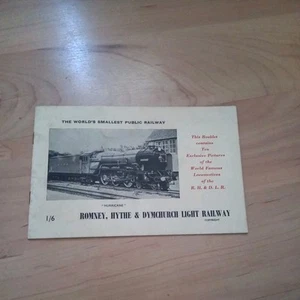 THE WORLD'S SMALLEST PUBLIC RAILWAY
This Booklet
contains
Ten
Exclusive Pictures
of the
World Famous
Locomotives
of the
R. H. & D. L. R.
"HURRICANE"
1/6
ROMNEY, HYTHE & DYMCHURCH LIGHT RAILWAY